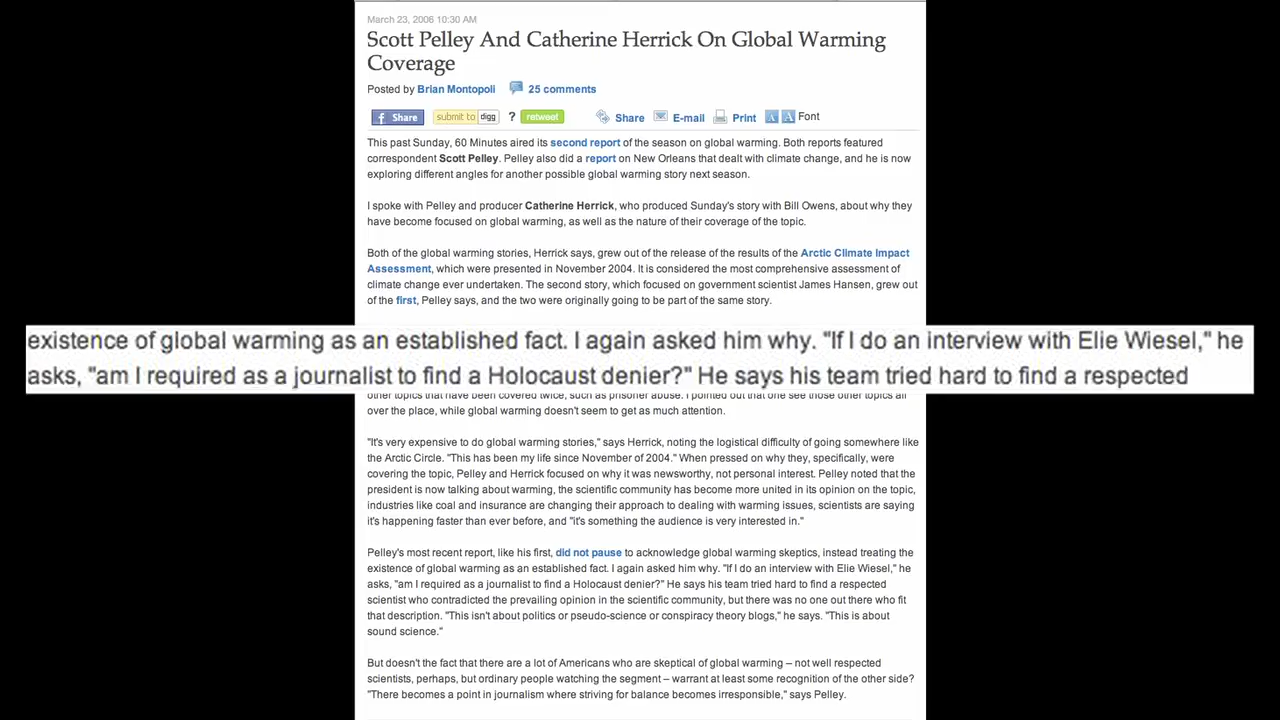 March 23, 2006 10:30 AM
Scott Pelley And Catherine Herrick On Global Warming
Coverage
Posted by Brian Montopoli 25 comments
f Share submit to digg ? retweet Share E-mail Print A A Font
This past Sunday, 60 Minutes aired its second report of the season on global warming. Both reports featured
correspondent Scott Pelley. Pelley also did a report on New Orleans that dealt with climate change, and he is now
exploring different angles for another possible global warming story next season.
I spoke with Pelley and producer Catherine Herrick, who produced Sunday's story with Bill Owens, about why they
have become focused on global warming, as well as the nature of their coverage of the topic.
Both of the global warming stories, Herrick says, grew out of the release of the results of the Arctic Climate Impact
Assessment, which were presented in November 2004. It is considered the most comprehensive assessment of
climate change ever undertaken. The second story, which focused on government scientist James Hansen, grew out
of the first, Pelley says, and the two were originally going to be part of the same story.
existence of global warming as an established fact. I again asked him why. "If I do an interview with Elie Wiesel," he
asks, "am I required as a journalist to find a Holocaust denier?" He says his team tried hard to find a respected
other topics that have been covered twice, such as prisoner abuse. I pointed out that one see those other topics all
over the place, while global warming doesn't seem to get as much attention.
"It's very expensive to do global warming stories," says Herrick, noting the logistical difficulty of going somewhere like
the Arctic Circle. "This has been my life since November of 2004." When pressed on why they, specifically, were
covering the topic, Pelley and Herrick focused on why it was newsworthy, not personal interest. Pelley noted that the
president is now talking about warming, the scientific community has become more united in its opinion on the topic,
industries like coal and insurance are changing their approach to dealing with warming issues, scientists are saying
it's happening faster than ever before, and "it's something the audience is very interested in."
Pelley's most recent report, like his first, did not pause to acknowledge global warming skeptics, instead treating the
existence of global warming as an established fact. I again asked him why. "If I do an interview with Elie Wiesel," he
asks, "am I required as a journalist to find a Holocaust denier?" He says his team tried hard to find a respected
scientist who contradicted the prevailing opinion in the scientific community, but there was no one out there who fit
that description. "This isn't about politics or pseudo-science or conspiracy theory blogs," he says. "This is about
sound science."
But doesn't the fact that there are a lot of Americans who are skeptical of global warming – not well respected
scientists, perhaps, but ordinary people watching the segment – warrant at least some recognition of the other side?
"There becomes a point in journalism where striving for balance becomes irresponsible," says Pelley.